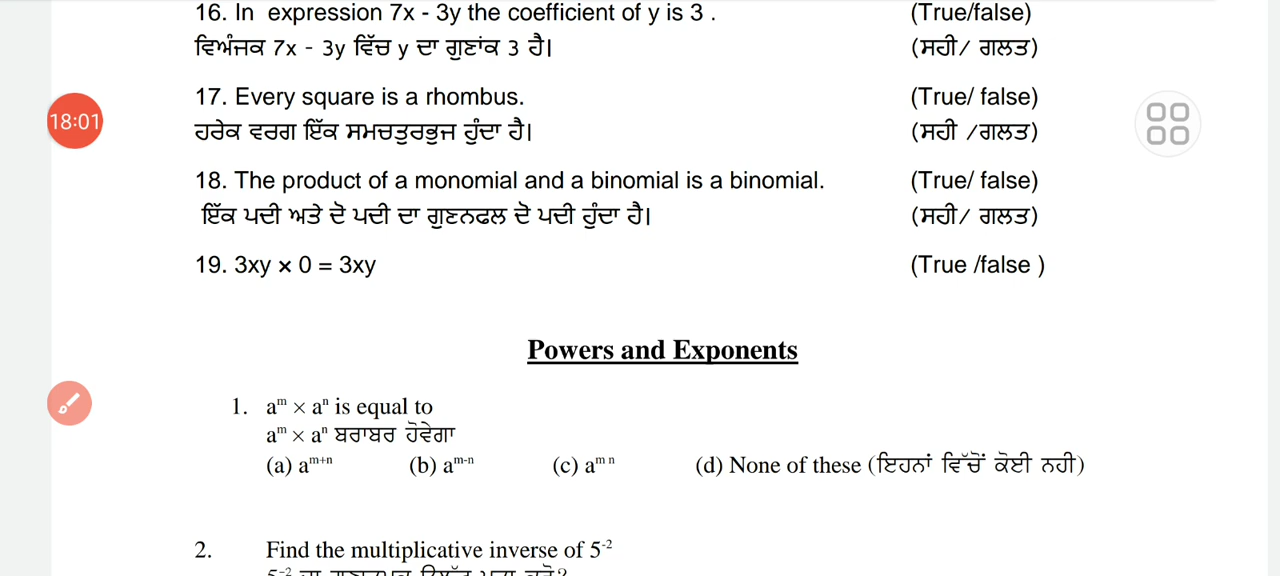 16. In expression 7x - 3y the coefficient of y is 3 . (True/false)
ਵਿਅੰਜਕ 7x - 3y ਵਿੱਚ y ਦਾ ਗੁਣਾਂਕ 3 ਹੈ। (ਸਹੀ/ ਗਲਤ)
18:01
17. Every square is a rhombus. (True/ false)
ਹਰੇਕ ਵਰਗ ਇੱਕ ਸਮਚਤੁਰਭੁਜ ਹੁੰਦਾ ਹੈ। (ਸਹੀ /ਗਲਤ)
18. The product of a monomial and a binomial is a binomial. (True/ false)
ਇੱਕ ਪਦੀ ਅਤੇ ਦੋ ਪਦੀ ਦਾ ਗੁਣਨਫਲ ਦੋ ਪਦੀ ਹੁੰਦਾ ਹੈ। (ਸਹੀ/ ਗਲਤ)
19. 3xy × 0 = 3xy (True /false )
Powers and Exponents
1. aᵐ × aⁿ is equal to
aᵐ × aⁿ ਬਰਾਬਰ ਹੋਵੇਗਾ
(a) aᵐ⁺ⁿ (b) aᵐ⁻ⁿ (c) aᵐ ⁿ (d) None of these (ਇਹਨਾਂ ਵਿੱਚੋਂ ਕੋਈ ਨਹੀ)
2. Find the multiplicative inverse of 5⁻²